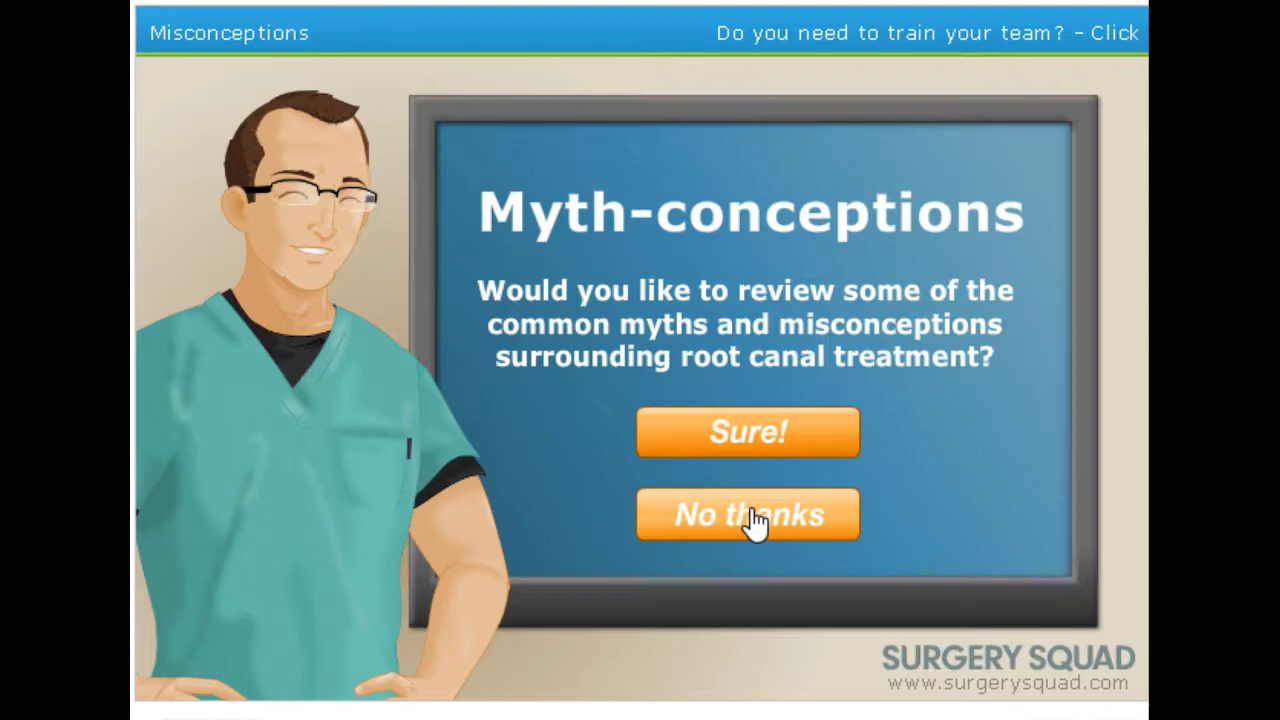 Misconceptions
Do you need to train your team? - Click
Myth-conceptions
Would you like to review some of the
common myths and misconceptions
surrounding root canal treatment?
Sure!
No thanks
SURGERY SQUAD
www.surgerysquad.com